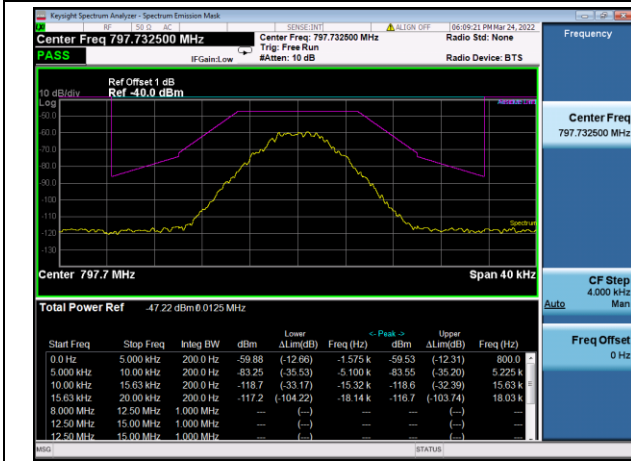 Keysight Spectrum Analyzer - Spectrum Emission Mask
RF 50 Ω AC SENSE:INT ALIGN OFF 06:09:21 PM Mar 24, 2022
Center Freq 797.732500 MHz Center Freq: 797.732500 MHz Radio Std: None
PASS Trig: Free Run
IFGain:Low #Atten: 10 dB Radio Device: BTS
Frequency
Ref Offset 1 dB
10 dB/div Ref -40.0 dBm
Log
-50.0
-60.0
-70.0
-80.0
-90.0
-100
-110
-120
-130
Spectrum
Center 797.7 MHz Span 40 kHz
Center Freq
797.732500 MHz
CF Step
4.000 kHz
Auto Man
Freq Offset
0 Hz
Total Power Ref -47.22 dBm/0.0125 MHz
Lower <- Peak -> Upper
Start Freq Stop Freq Integ BW dBm ΔLim(dB) Freq (Hz) dBm ΔLim(dB) Freq (Hz)
0.0 Hz 5.000 kHz 200.0 Hz -59.88 (-12.66) -1.575 k -59.53 (-12.31) 800.0
5.000 kHz 10.00 kHz 200.0 Hz -83.25 (-35.53) -5.100 k -83.55 (-35.20) 5.225 k
10.00 kHz 15.63 kHz 200.0 Hz -118.7 (-33.17) -15.32 k -118.6 (-32.39) 15.63 k
15.63 kHz 20.00 kHz 200.0 Hz -117.2 (-104.22) -18.14 k -116.7 (-103.74) 18.03 k
8.000 MHz 12.50 MHz 1.000 MHz --- (---) --- (---)
12.50 MHz 15.00 MHz 1.000 MHz --- (---) --- (---)
12.50 MHz 15.00 MHz 1.000 MHz --- (---) --- (---)
MSG STATUS